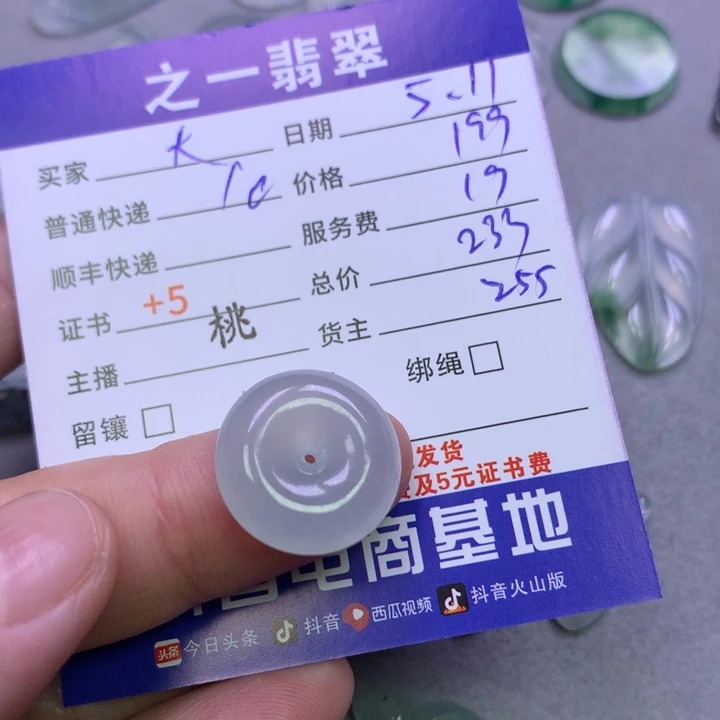 之一翡翠
买家 K 日期 5.11
普通快递 10 价格 199
顺丰快递 服务费 19
证书 +5 总价 233
主播 桃 货主 255
留镶 □ 绑绳 □
发货
费及5元证书费
电商基地
头条 今日头条 抖音 西瓜视频 抖音火山版